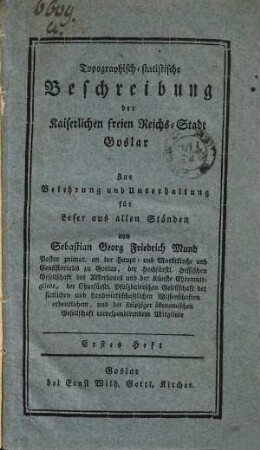 Topographisch-statistische
Beschreibung
der
Kaiserlichen freien Reichs-Stadt
Goslar
Zur
Belehrung und Unterhaltung
für
Leser aus allen Ständen
von
Sebastian Georg Friedrich Mund
Pastor primar. an der Haupt- und Marktkirche und
Consistorialis zu Goslar, der Hochfürstl. Hessischen
Gesellschaft des Ackerbaues und der Künste Ehrenmit-
gliede, der Churfürstl. Pfalzbaierischen Gesellschaft der
sittlichen und Landwirthschaftlichen Wissenschaften
ordentlichem, und der Leipziger ökonomischen
Gesellschaft correspondirendem Mitgliede
Erstes Heft
Goslar
bei Ernst Wilh. Gottl. Kircher.